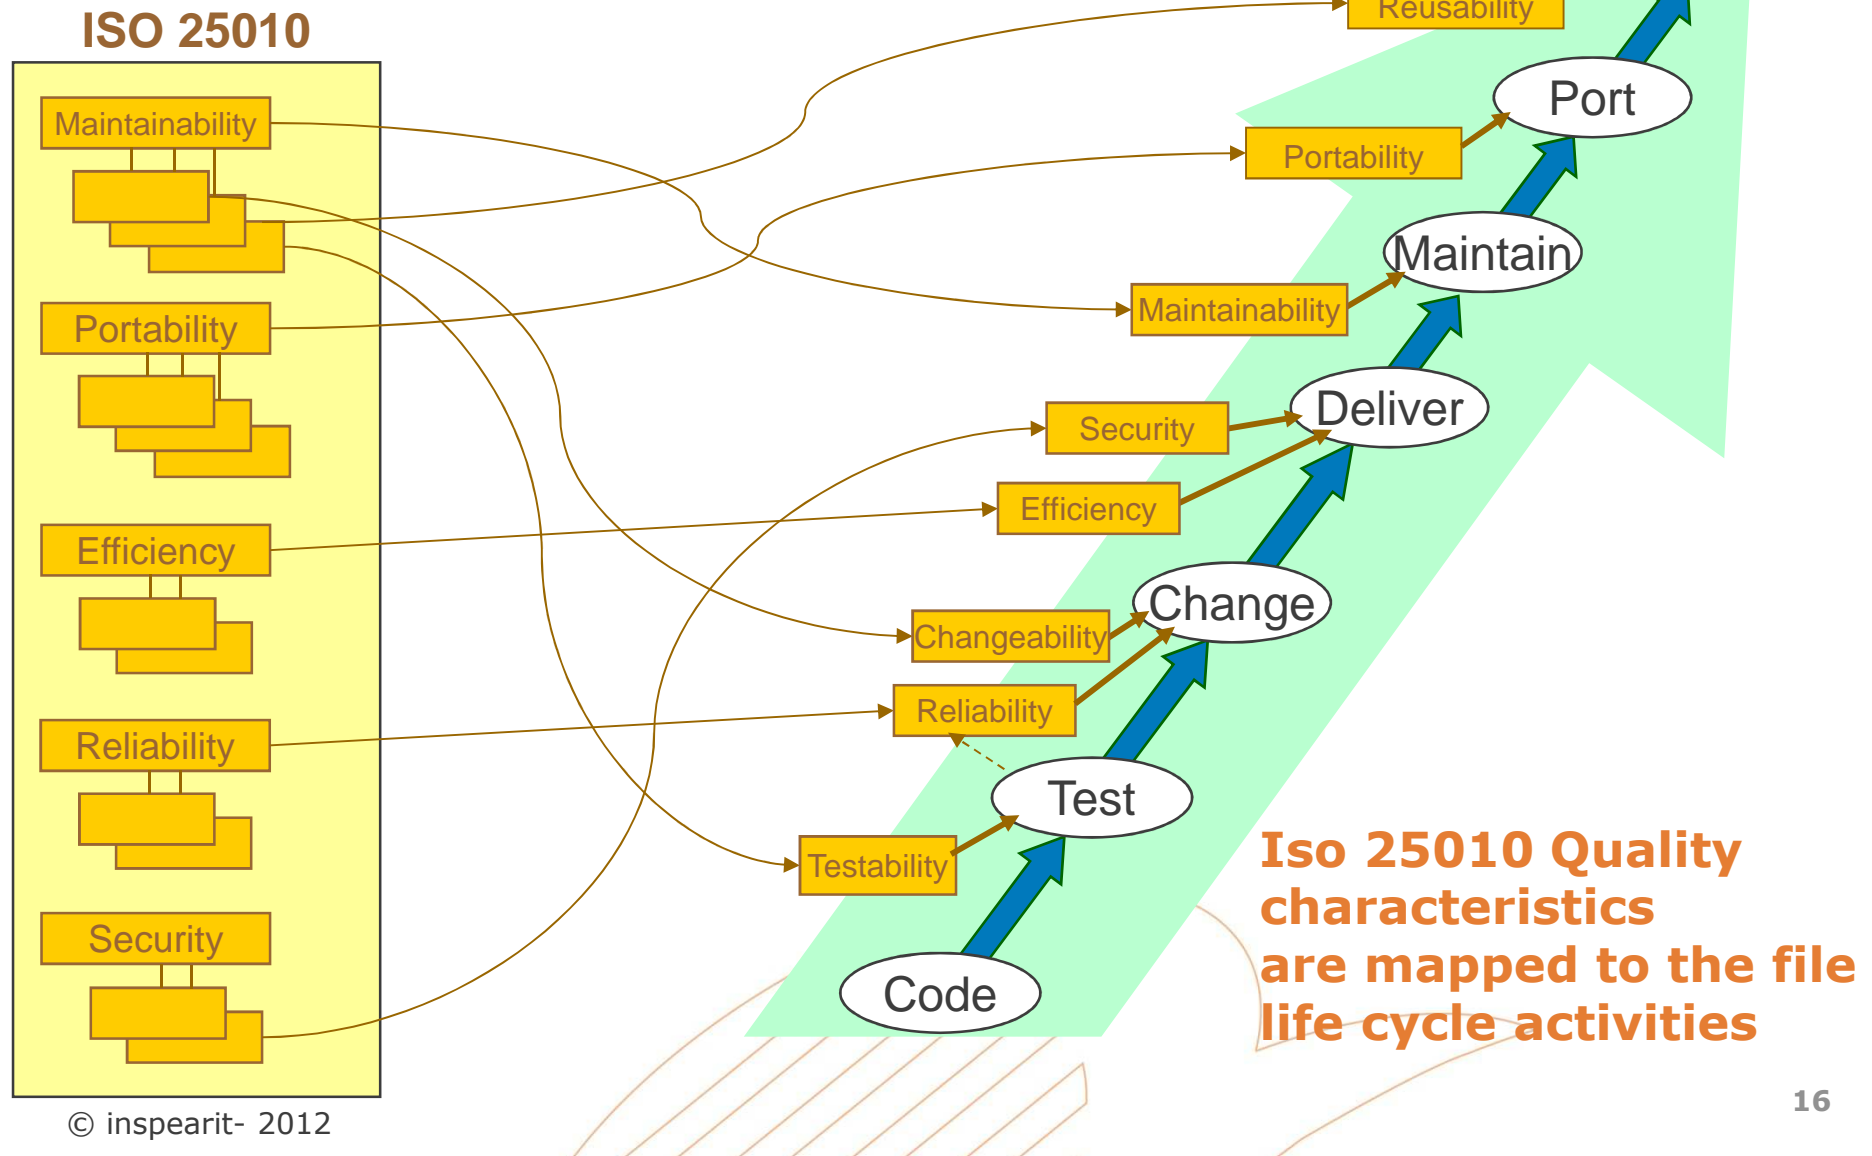 ISO 25010
Maintainability
Portability
Efficiency
Reliability
Security
Reusability
Port
Portability
Maintain
Maintainability
Deliver
Security
Efficiency
Change
Changeability
Reliability
Test
Testability
Code
Iso 25010 Quality
characteristics
are mapped to the file
life cycle activities
© inspearit- 2012
16